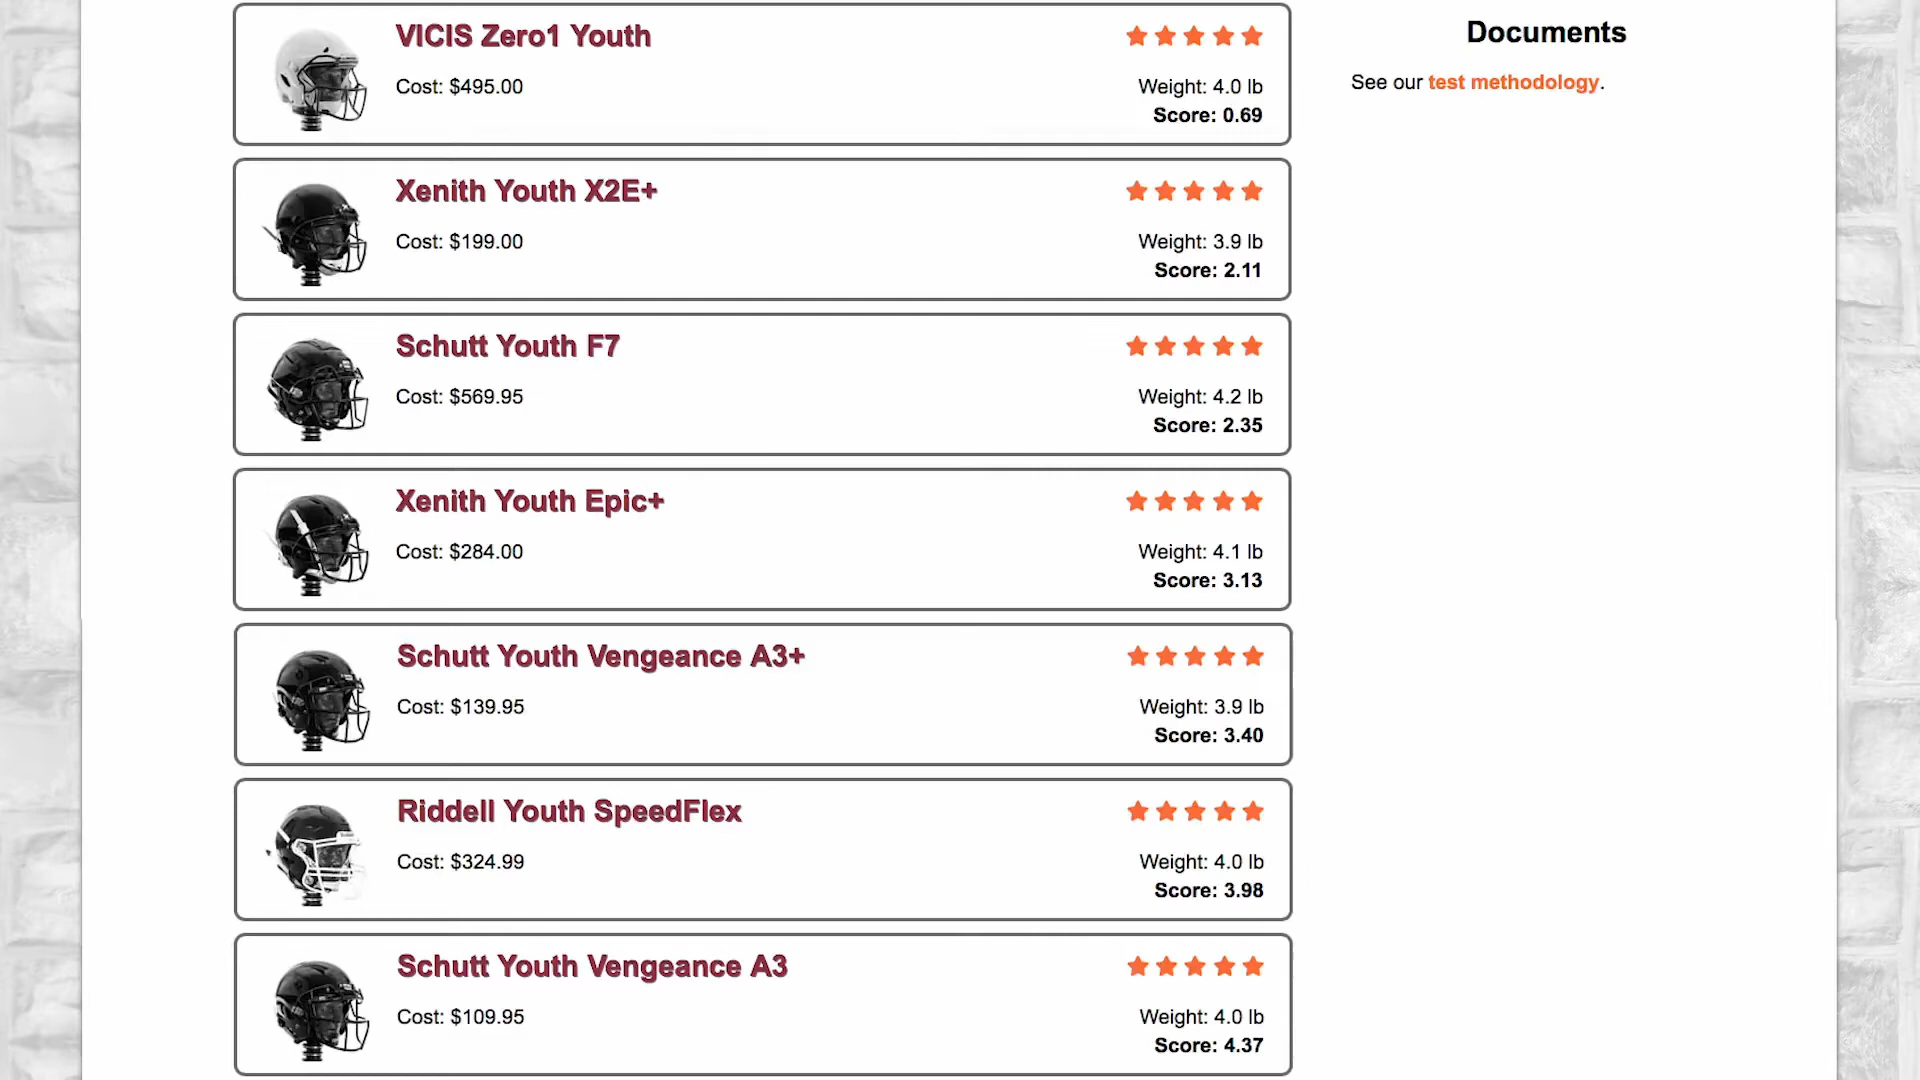 VICIS Zero1 Youth
Cost: $495.00
Weight: 4.0 lb
Score: 0.69
Xenith Youth X2E+
Cost: $199.00
Weight: 3.9 lb
Score: 2.11
Schutt Youth F7
Cost: $569.95
Weight: 4.2 lb
Score: 2.35
Xenith Youth Epic+
Cost: $284.00
Weight: 4.1 lb
Score: 3.13
Schutt Youth Vengeance A3+
Cost: $139.95
Weight: 3.9 lb
Score: 3.40
Riddell Youth SpeedFlex
Cost: $324.99
Weight: 4.0 lb
Score: 3.98
Schutt Youth Vengeance A3
Cost: $109.95
Weight: 4.0 lb
Score: 4.37
Documents
See our test methodology.